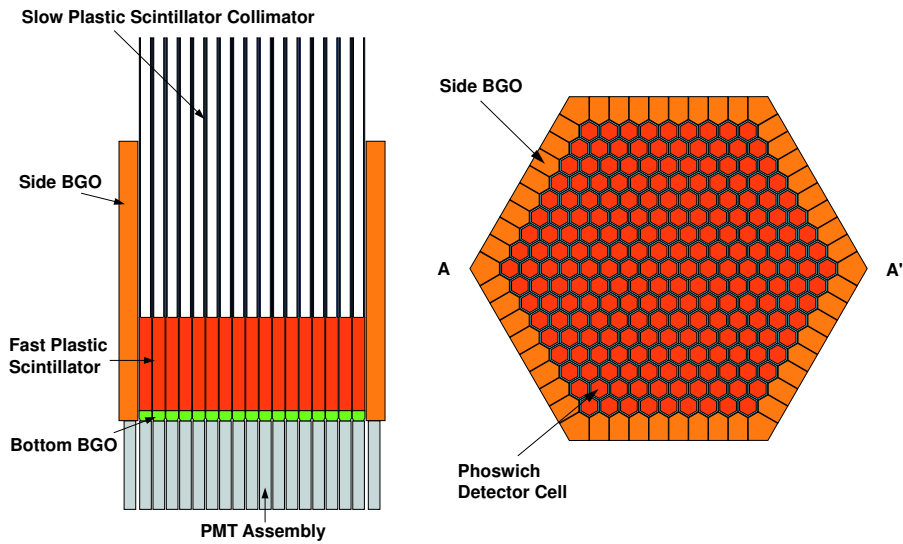 Slow Plastic Scintillator Collimator
Side BGO
Fast Plastic
Scintillator
Bottom BGO
PMT Assembly
Side BGO
A
A'
Phoswich
Detector Cell